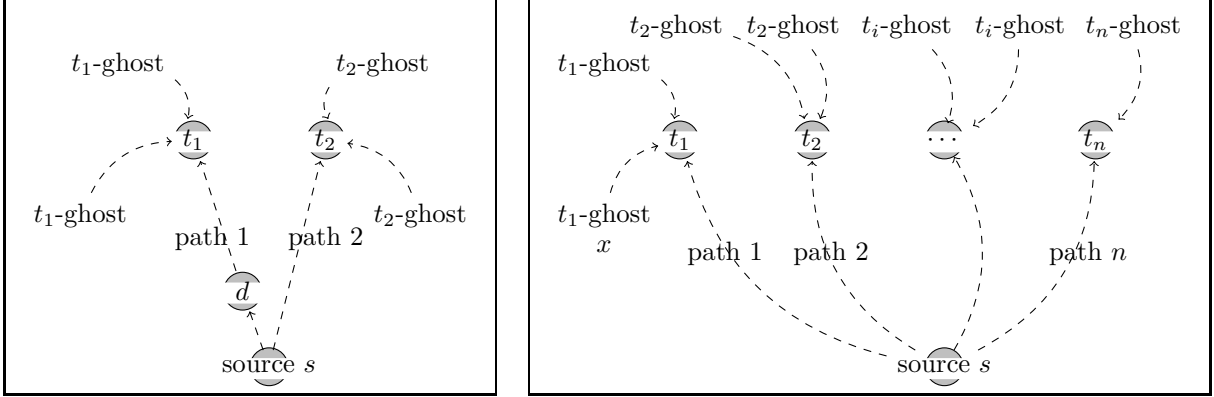 t₁-ghost
t₂-ghost
t₁
t₂
t₁-ghost
t₂-ghost
path 1
path 2
d
source s
t₂-ghost
t₂-ghost
tᵢ-ghost
tᵢ-ghost
tₙ-ghost
t₁-ghost
t₁
t₂
...
tₙ
t₁-ghost
x
path 1
path 2
path n
source s